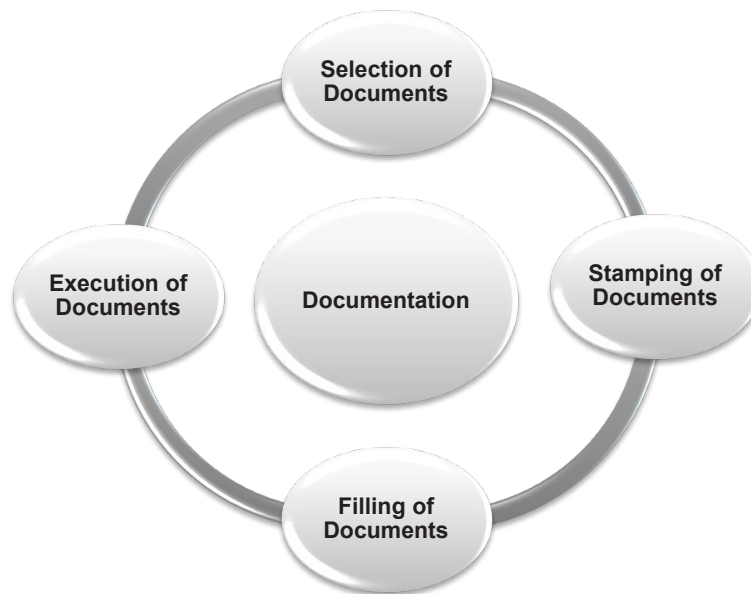 Selection of
Documents
Execution of
Documents
Documentation
Stamping of
Documents
Filling of
Documents